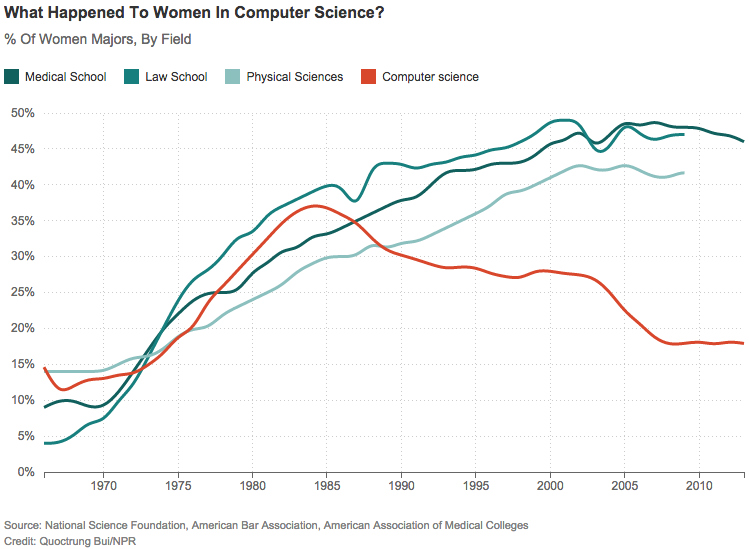 What Happened To Women In Computer Science?
% Of Women Majors, By Field
Medical School Law School Physical Sciences Computer science
50%
45%
40%
35%
30%
25%
20%
15%
10%
5%
0%
1970 1975 1980 1985 1990 1995 2000 2005 2010
Source: National Science Foundation, American Bar Association, American Association of Medical Colleges
Credit: Quoctrung Bui/NPR